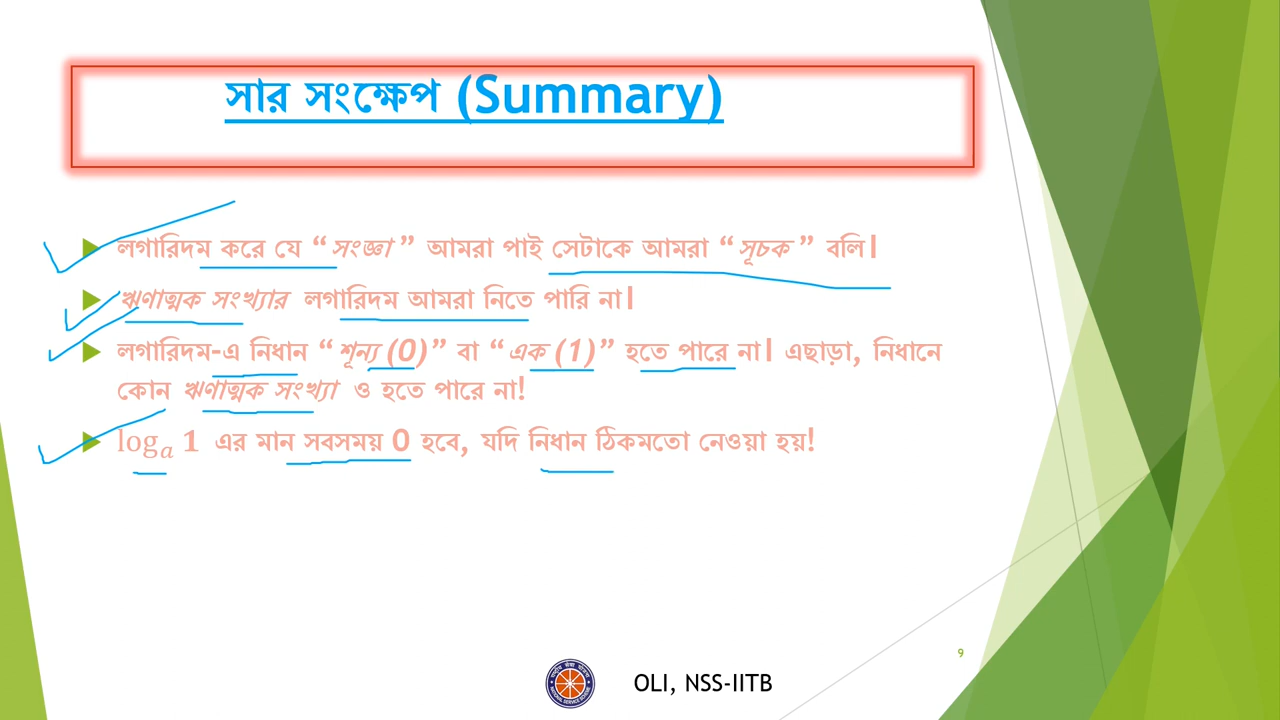 সার সংক্ষেপ (Summary)
লগারিদম করে যে “সংজ্ঞা” আমরা পাই সেটাকে আমরা “সূচক” বলি।
ঋণাত্মক সংখ্যার লগারিদম আমরা নিতে পারি না।
লগারিদম-এ নিধান “শূন্য (0)” বা “এক (1)” হতে পারে না। এছাড়া, নিধানে
কোন ঋণাত্মক সংখ্যা ও হতে পারে না!
logₐ 1 এর মান সবসময় 0 হবে, যদি নিধান ঠিকমতো নেওয়া হয়!
9
OLI, NSS-IITB